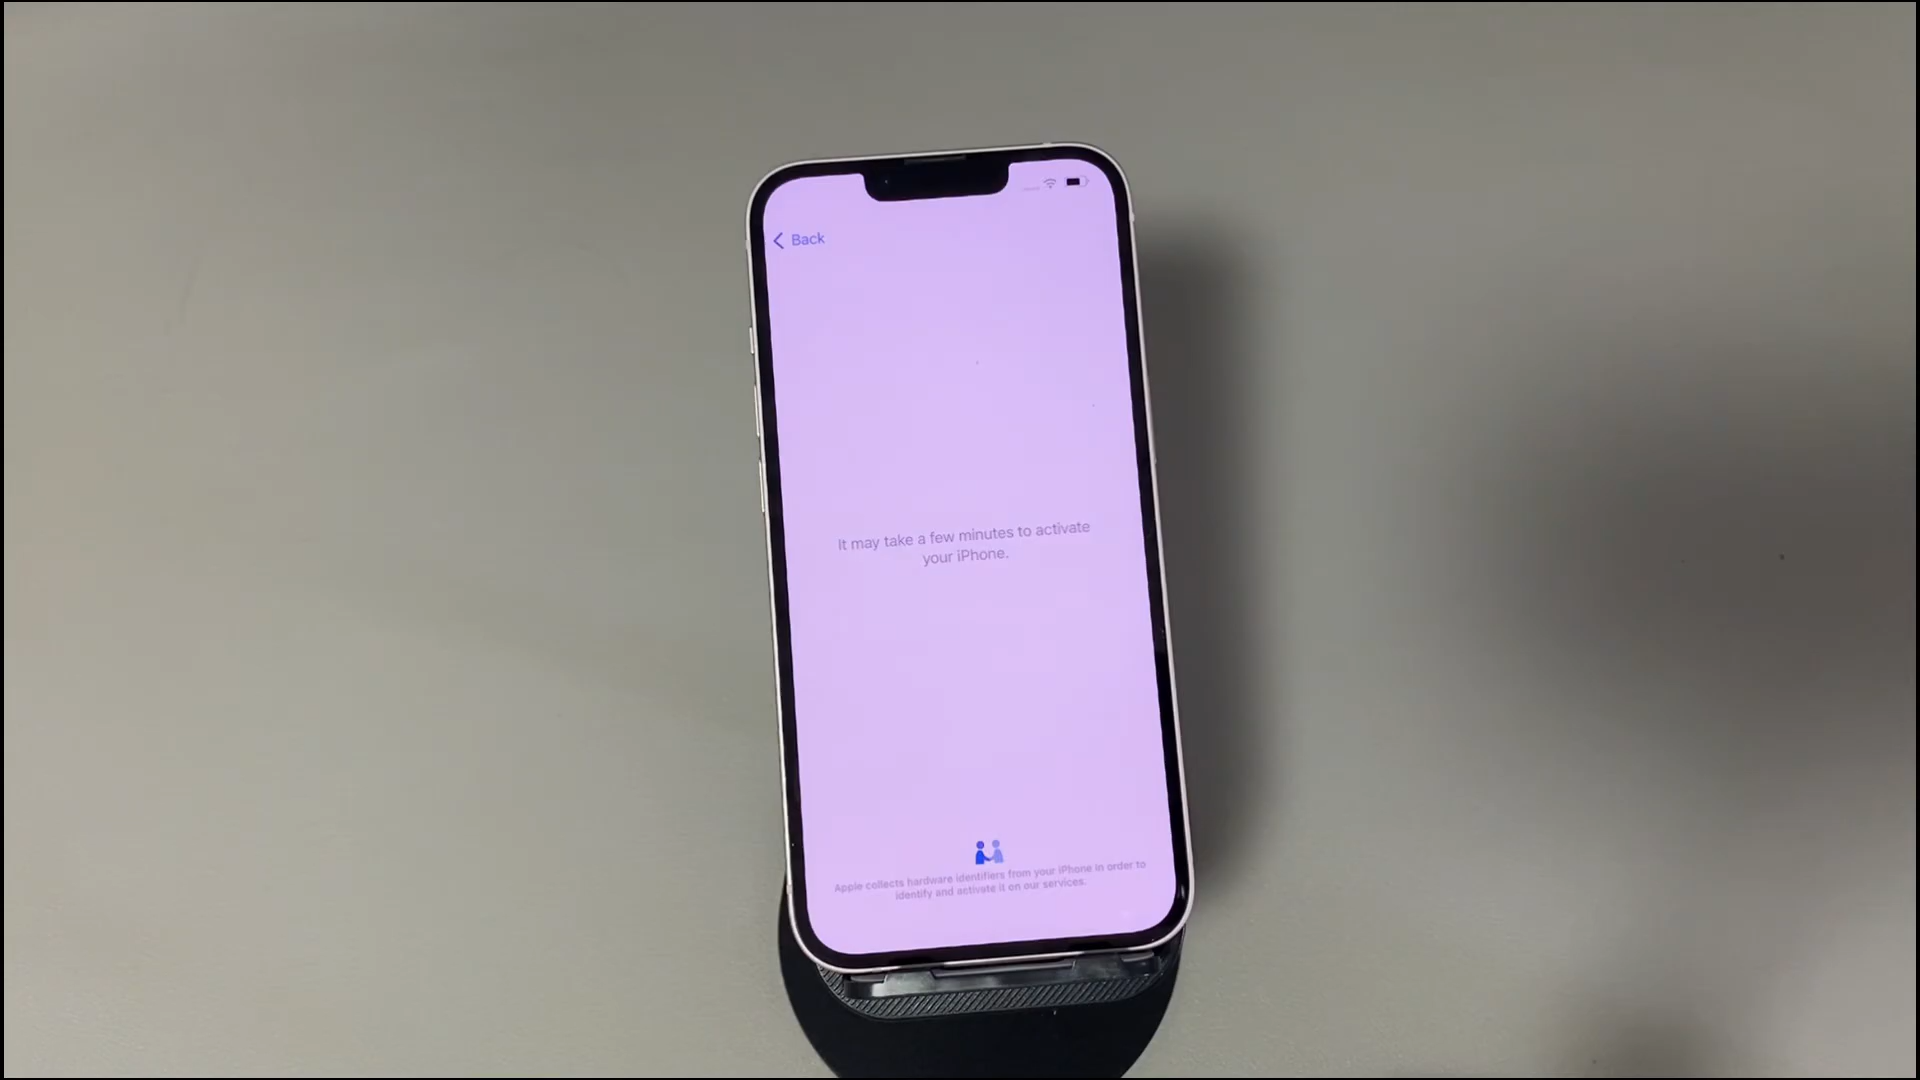 Back
It may take a few minutes to activate
your iPhone.
Apple collects hardware identifiers from your iPhone in order to
identify and activate it on our services.